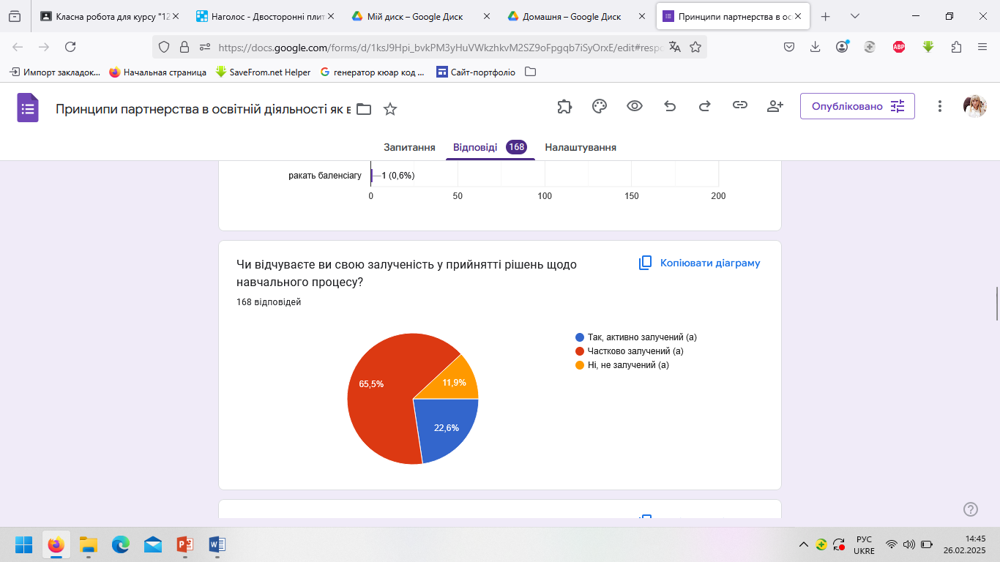 Класна робота для курсу "12
Наголос - Двосторонні плит
Мій диск – Google Диск
Домашня – Google Диск
Принципи партнерства в ос
https://docs.google.com/forms/d/1ksJ9Hpi_bvkPM3yHuVWkzhkvM2SZ9oFpgqb7iSyOrxE/edit#respo
Импорт закладок...
Начальная страница
SaveFrom.net Helper
генератор кюар код ...
Сайт-портфоліо
Принципи партнерства в освітній діяльності як в
Опубліковано
Запитання
Відповіді 168
Налаштування
ракать баленсіагу
1 (0,6%)
0 50 100 150 200
Чи відчуваєте ви свою залученість у прийнятті рішень щодо
навчального процесу?
Копіювати діаграму
168 відповідей
Так, активно залучений (а)
Частково залучений (а)
Ні, не залучений (а)
65,5%
11,9%
22,6%
ABP
РУС
UKRE
14:45
26.02.2025